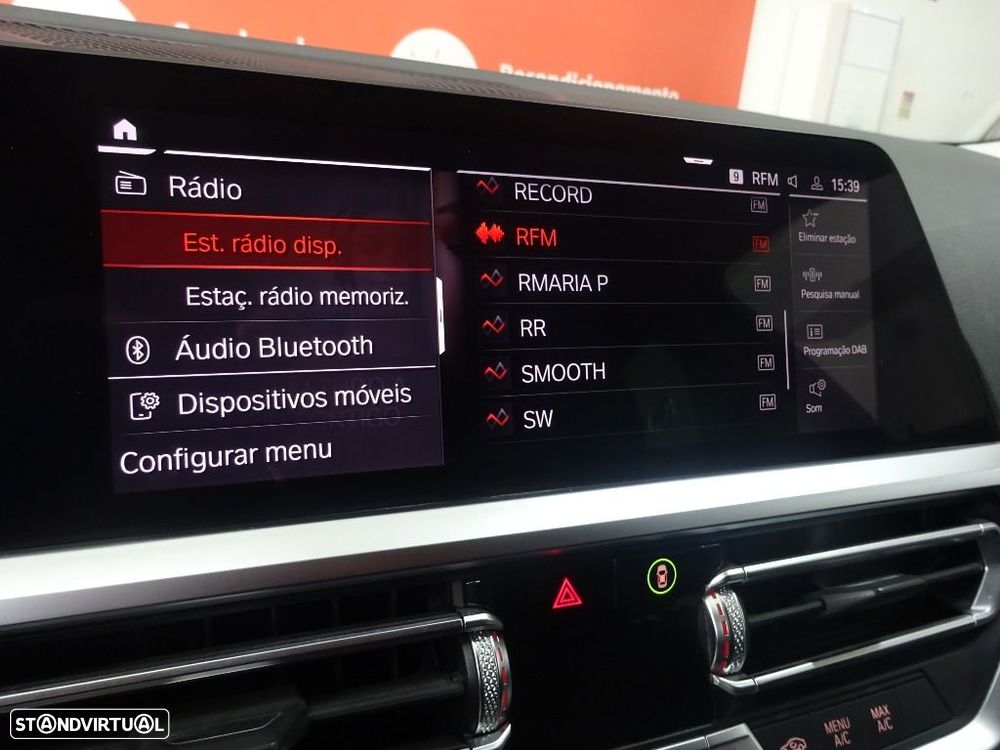 Recondicionamento
Rádio
Est. rádio disp.
Estaç. rádio memoriz.
Áudio Bluetooth
Dispositivos móveis
Configurar menu
9 RFM 15:39
RECORD FM
RFM FM
RMARIA P FM
RR FM
SMOOTH FM
SW FM
Eliminar estação
Pesquisa manual
Programação DAB
Som
MENU
A/C
MAX
A/C
STANDVIRTUAL